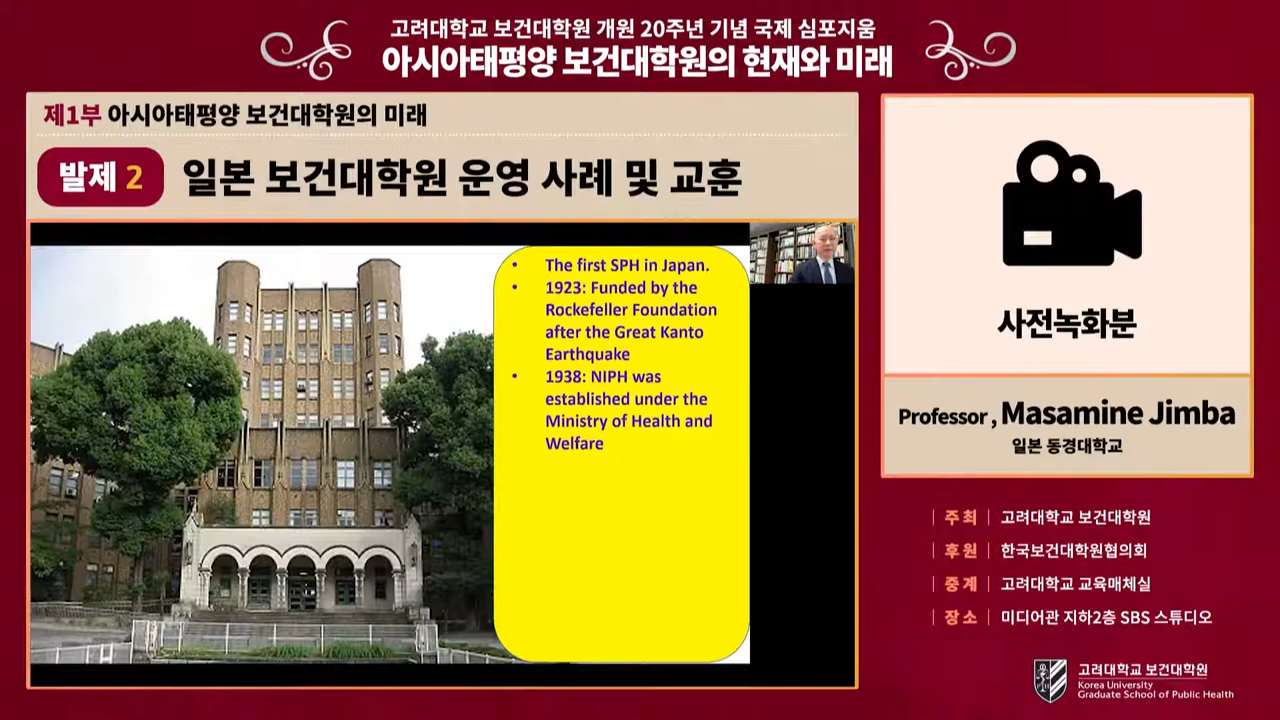 고려대학교 보건대학원 개원 20주년 기념 국제 심포지움
아시아태평양 보건대학원의 현재와 미래
제1부 아시아태평양 보건대학원의 미래
발제 2 일본 보건대학원 운영 사례 및 교훈
• The first SPH in Japan.
• 1923: Funded by the
Rockefeller Foundation
after the Great Kanto
Earthquake
• 1938: NIPH was
established under the
Ministry of Health and
Welfare
사전녹화분
Professor , Masamine Jimba
일본 동경대학교
| 주 최 | 고려대학교 보건대학원
| 후 원 | 한국보건대학원협의회
| 중 계 | 고려대학교 교육매체실
| 장 소 | 미디어관 지하2층 SBS 스튜디오
고려대학교 보건대학원
Korea University
Graduate School of Public Health